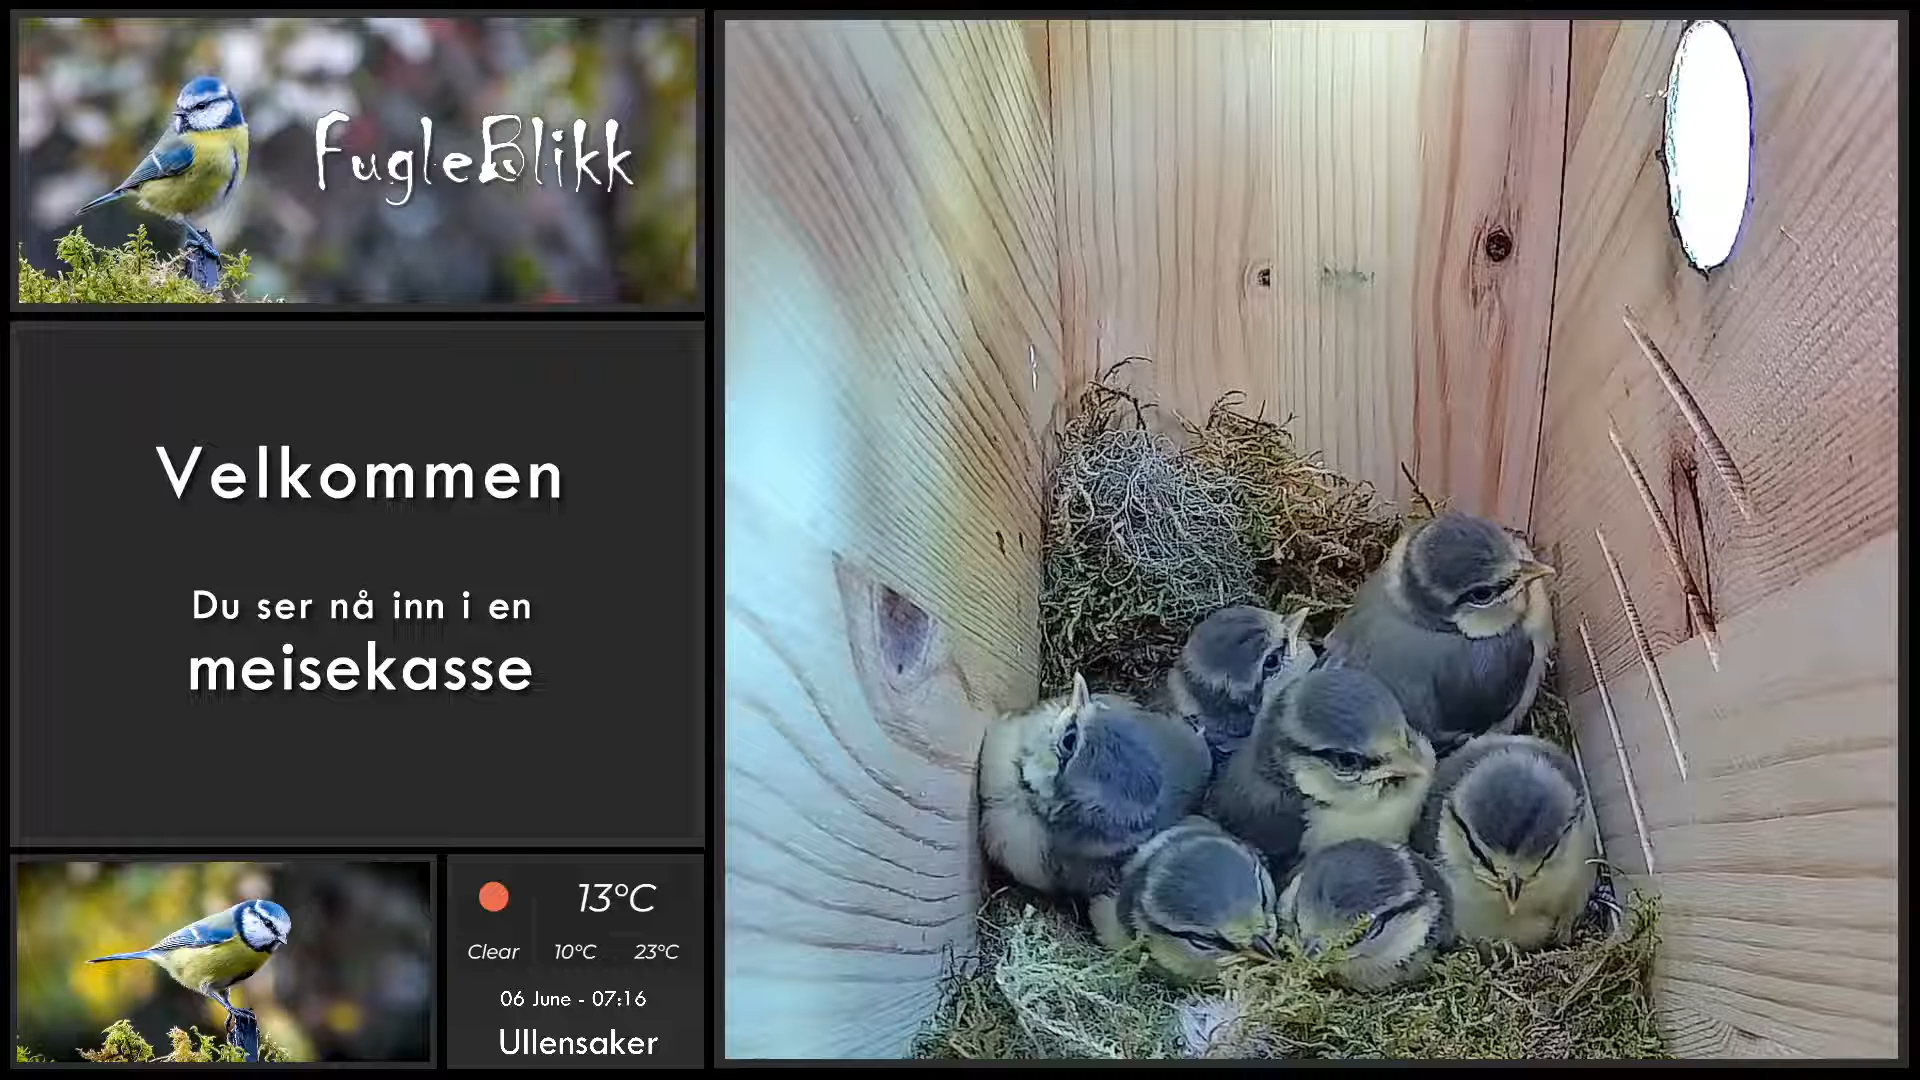 FugleBlikk
Velkommen
Du ser nå inn i en
meisekasse
13°C
Clear 10°C 23°C
06 June - 07:16
Ullensaker